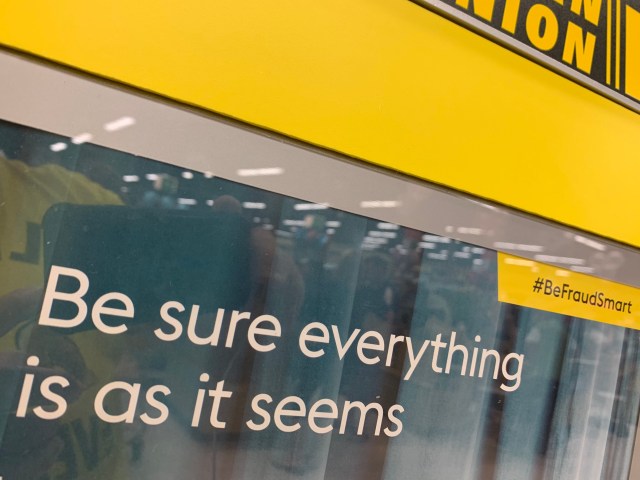 NION
#BeFraudSmart
Be sure everything
is as it seems